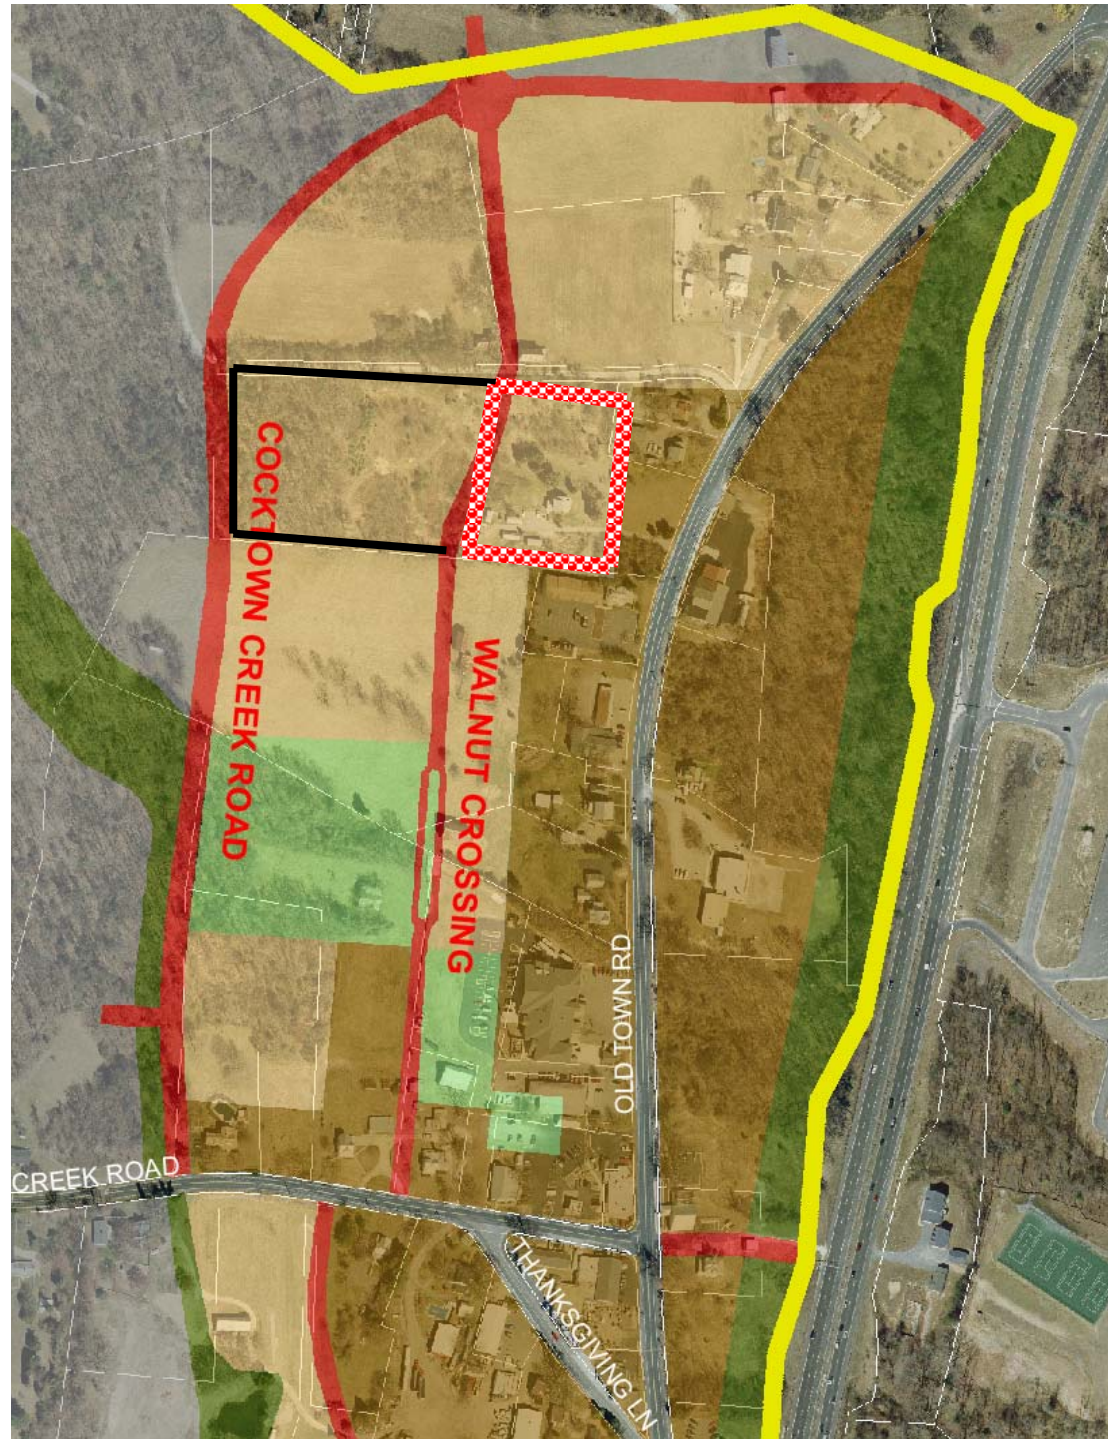 COCKTOWN CREEK ROAD
WALNUT CROSSING
OLD TOWN RD
CREEK ROAD
THANKSGIVING LN